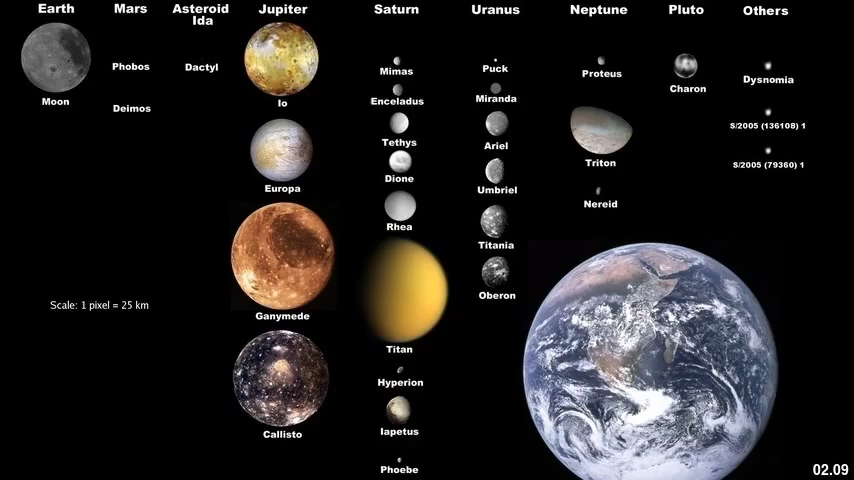 Earth
Mars
Asteroid
Ida
Jupiter
Saturn
Uranus
Neptune
Pluto
Others
Moon
Phobos
Deimos
Dactyl
Io
Europa
Ganymede
Callisto
Mimas
Enceladus
Tethys
Dione
Rhea
Titan
Hyperion
Iapetus
Phoebe
Puck
Miranda
Ariel
Umbriel
Titania
Oberon
Proteus
Triton
Nereid
Charon
Dysnomia
S/2005 (136108) 1
S/2005 (79360) 1
Scale: 1 pixel = 25 km
02.09